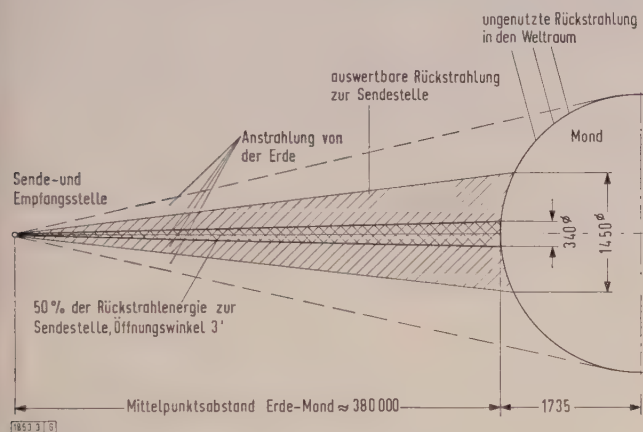 ungenutzte Rückstrahlung
in den Weltraum
auswertbare Rückstrahlung
zur Sendestelle
Mond
Anstrahlung von
der Erde
Sende- und
Empfangsstelle
340⌀
1450⌀
50% der Rückstrahlenergie zur
Sendestelle, Öffnungswinkel 3'
Mittelpunktsabstand Erde-Mond ≈ 380 000
1735